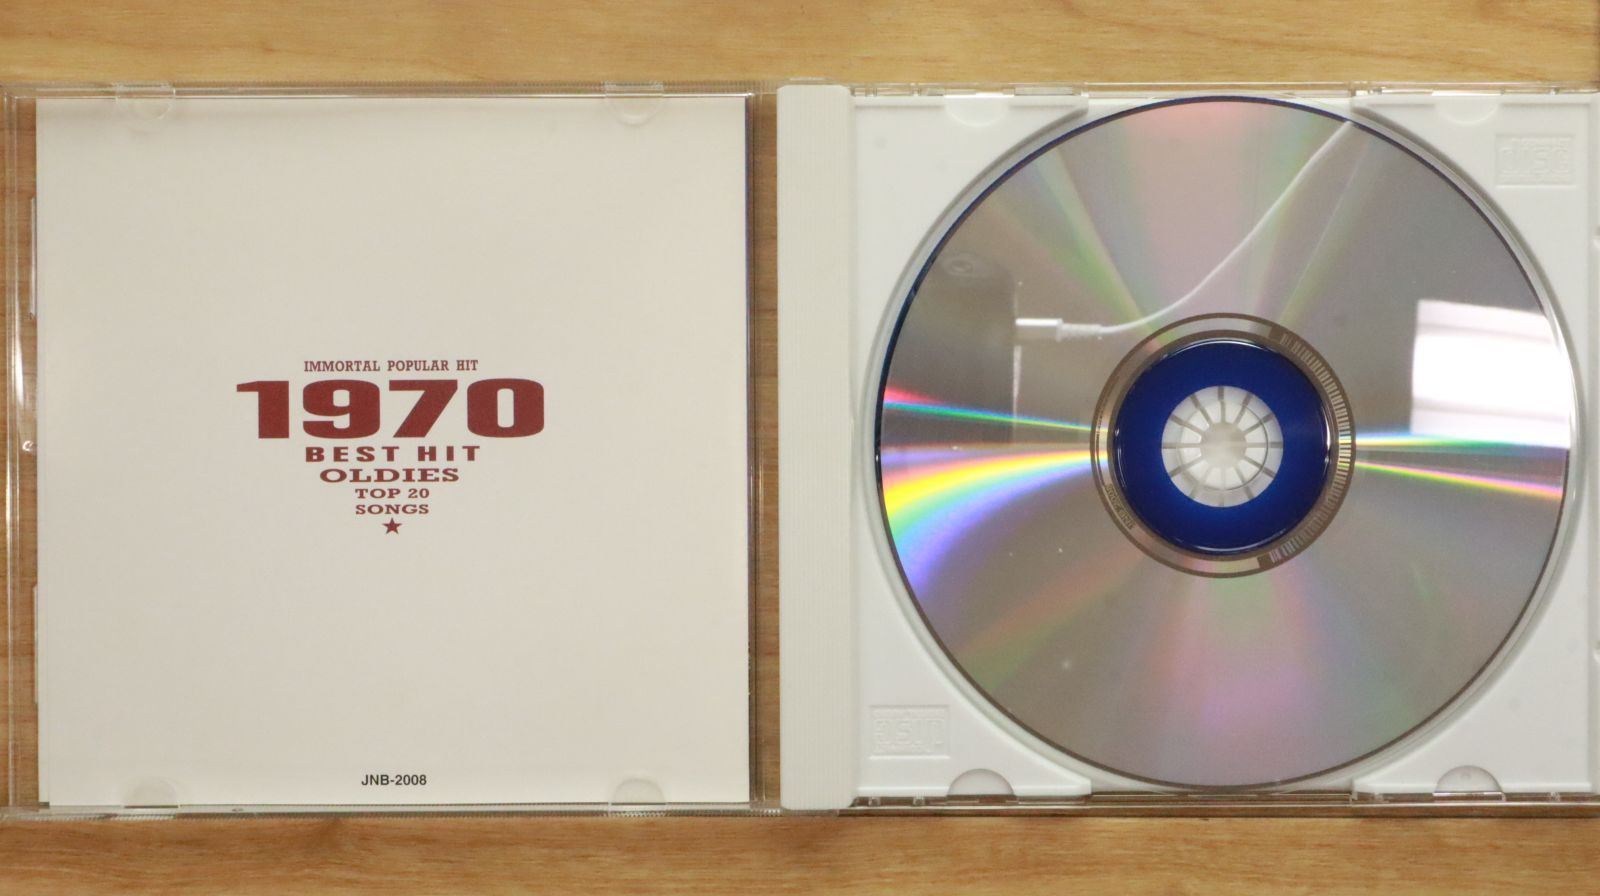 IMMORTAL POPULAR HIT
1970
BEST HIT
OLDIES
TOP 20
SONGS
JNB-2008